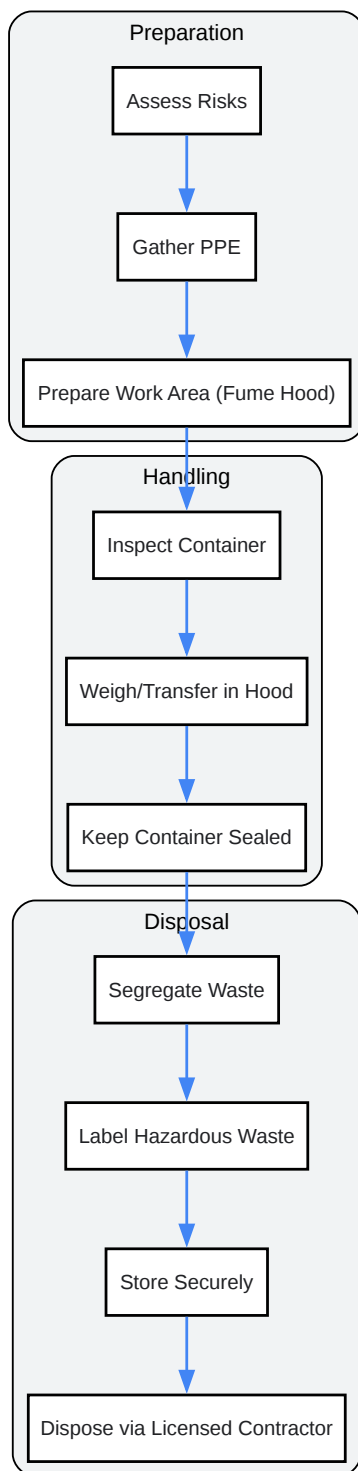 Preparation
Assess Risks
Gather PPE
Prepare Work Area (Fume Hood)
Handling
Inspect Container
Weigh/Transfer in Hood
Keep Container Sealed
Disposal
Segregate Waste
Label Hazardous Waste
Store Securely
Dispose via Licensed Contractor